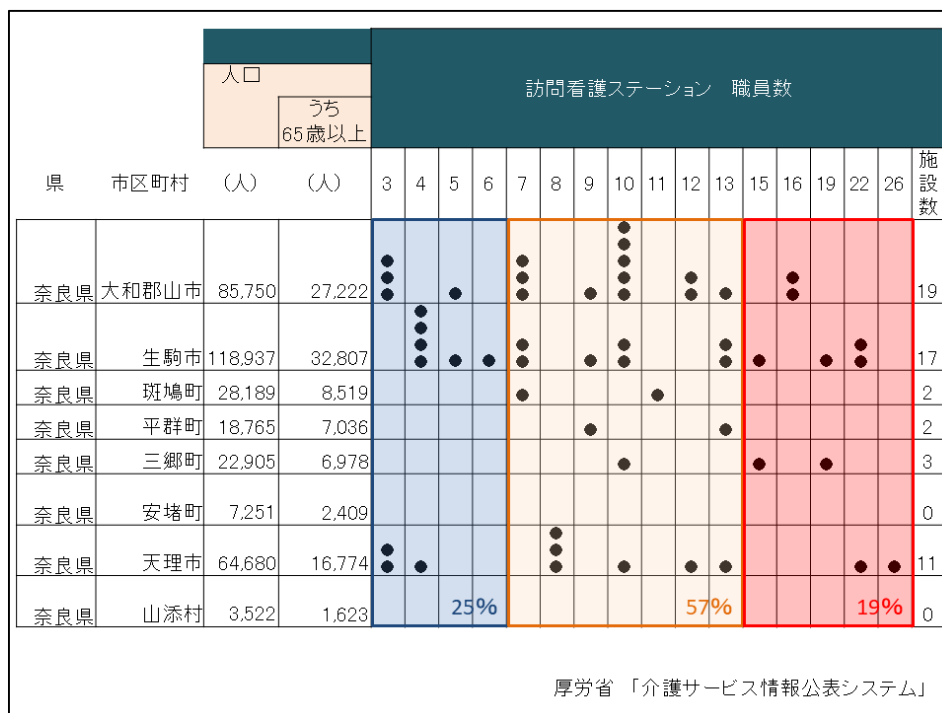 人口
訪問看護ステーション　職員数
うち
65歳以上
県 市区町村 (人) (人) 3 4 5 6 7 8 9 10 11 12 13 15 16 19 22 26 施設数
奈良県 大和郡山市 85,750 27,222 19
奈良県 生駒市 118,937 32,807 17
奈良県 斑鳩町 28,189 8,519 2
奈良県 平群町 18,765 7,036 2
奈良県 三郷町 22,905 6,978 3
奈良県 安堵町 7,251 2,409 0
奈良県 天理市 64,680 16,774 11
奈良県 山添村 3,522 1,623 25% 57% 19% 0
厚労省　「介護サービス情報公表システム」